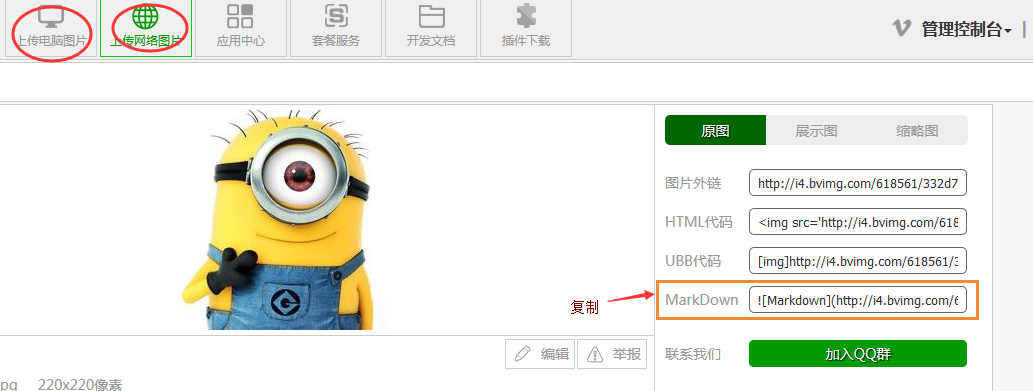 上传电脑图片
上传网络图片
应用中心
套餐服务
开发文档
插件下载
管理控制台
原图
展示图
缩略图
图片外链
http://i4.bvimg.com/618561/332d7
HTML代码
<img src='http://i4.bvimg.com/618
UBB代码
[img]http://i4.bvimg.com/618561/3
复制
MarkDown
![Markdown](http://i4.bvimg.com/6
联系我们
加入QQ群
编辑
举报
pg
220x220像素